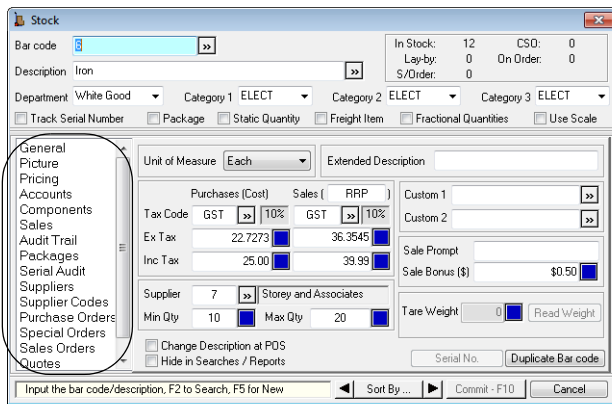 Stock
Bar code 6 »
In Stock: 12 CSO: 0
Lay-by: 0 On Order: 0
S/Order: 0
Description Iron »
Department White Good Category 1 ELECT Category 2 ELECT Category 3 ELECT
Track Serial Number Package Static Quantity Freight Item Fractional Quantities Use Scale
General
Picture
Pricing
Accounts
Components
Sales
Audit Trail
Packages
Serial Audit
Suppliers
Supplier Codes
Purchase Orders
Special Orders
Sales Orders
Quotes
Unit of Measure Each Extended Description
Purchases (Cost) Sales ( RRP )
Tax Code GST » 10% GST » 10%
Ex Tax 22.7273 36.3545
Inc Tax 25.00 39.99
Custom 1 »
Custom 2 »
Sale Prompt
Sale Bonus ($) $0.50
Supplier 7 » Storey and Associates
Min Qty 10 Max Qty 20
Tare Weight 0 Read Weight
Change Description at POS
Hide in Searches / Reports
Serial No. Duplicate Bar code
Input the bar code/description, F2 to Search, F5 for New Sort By ... Commit - F10 Cancel